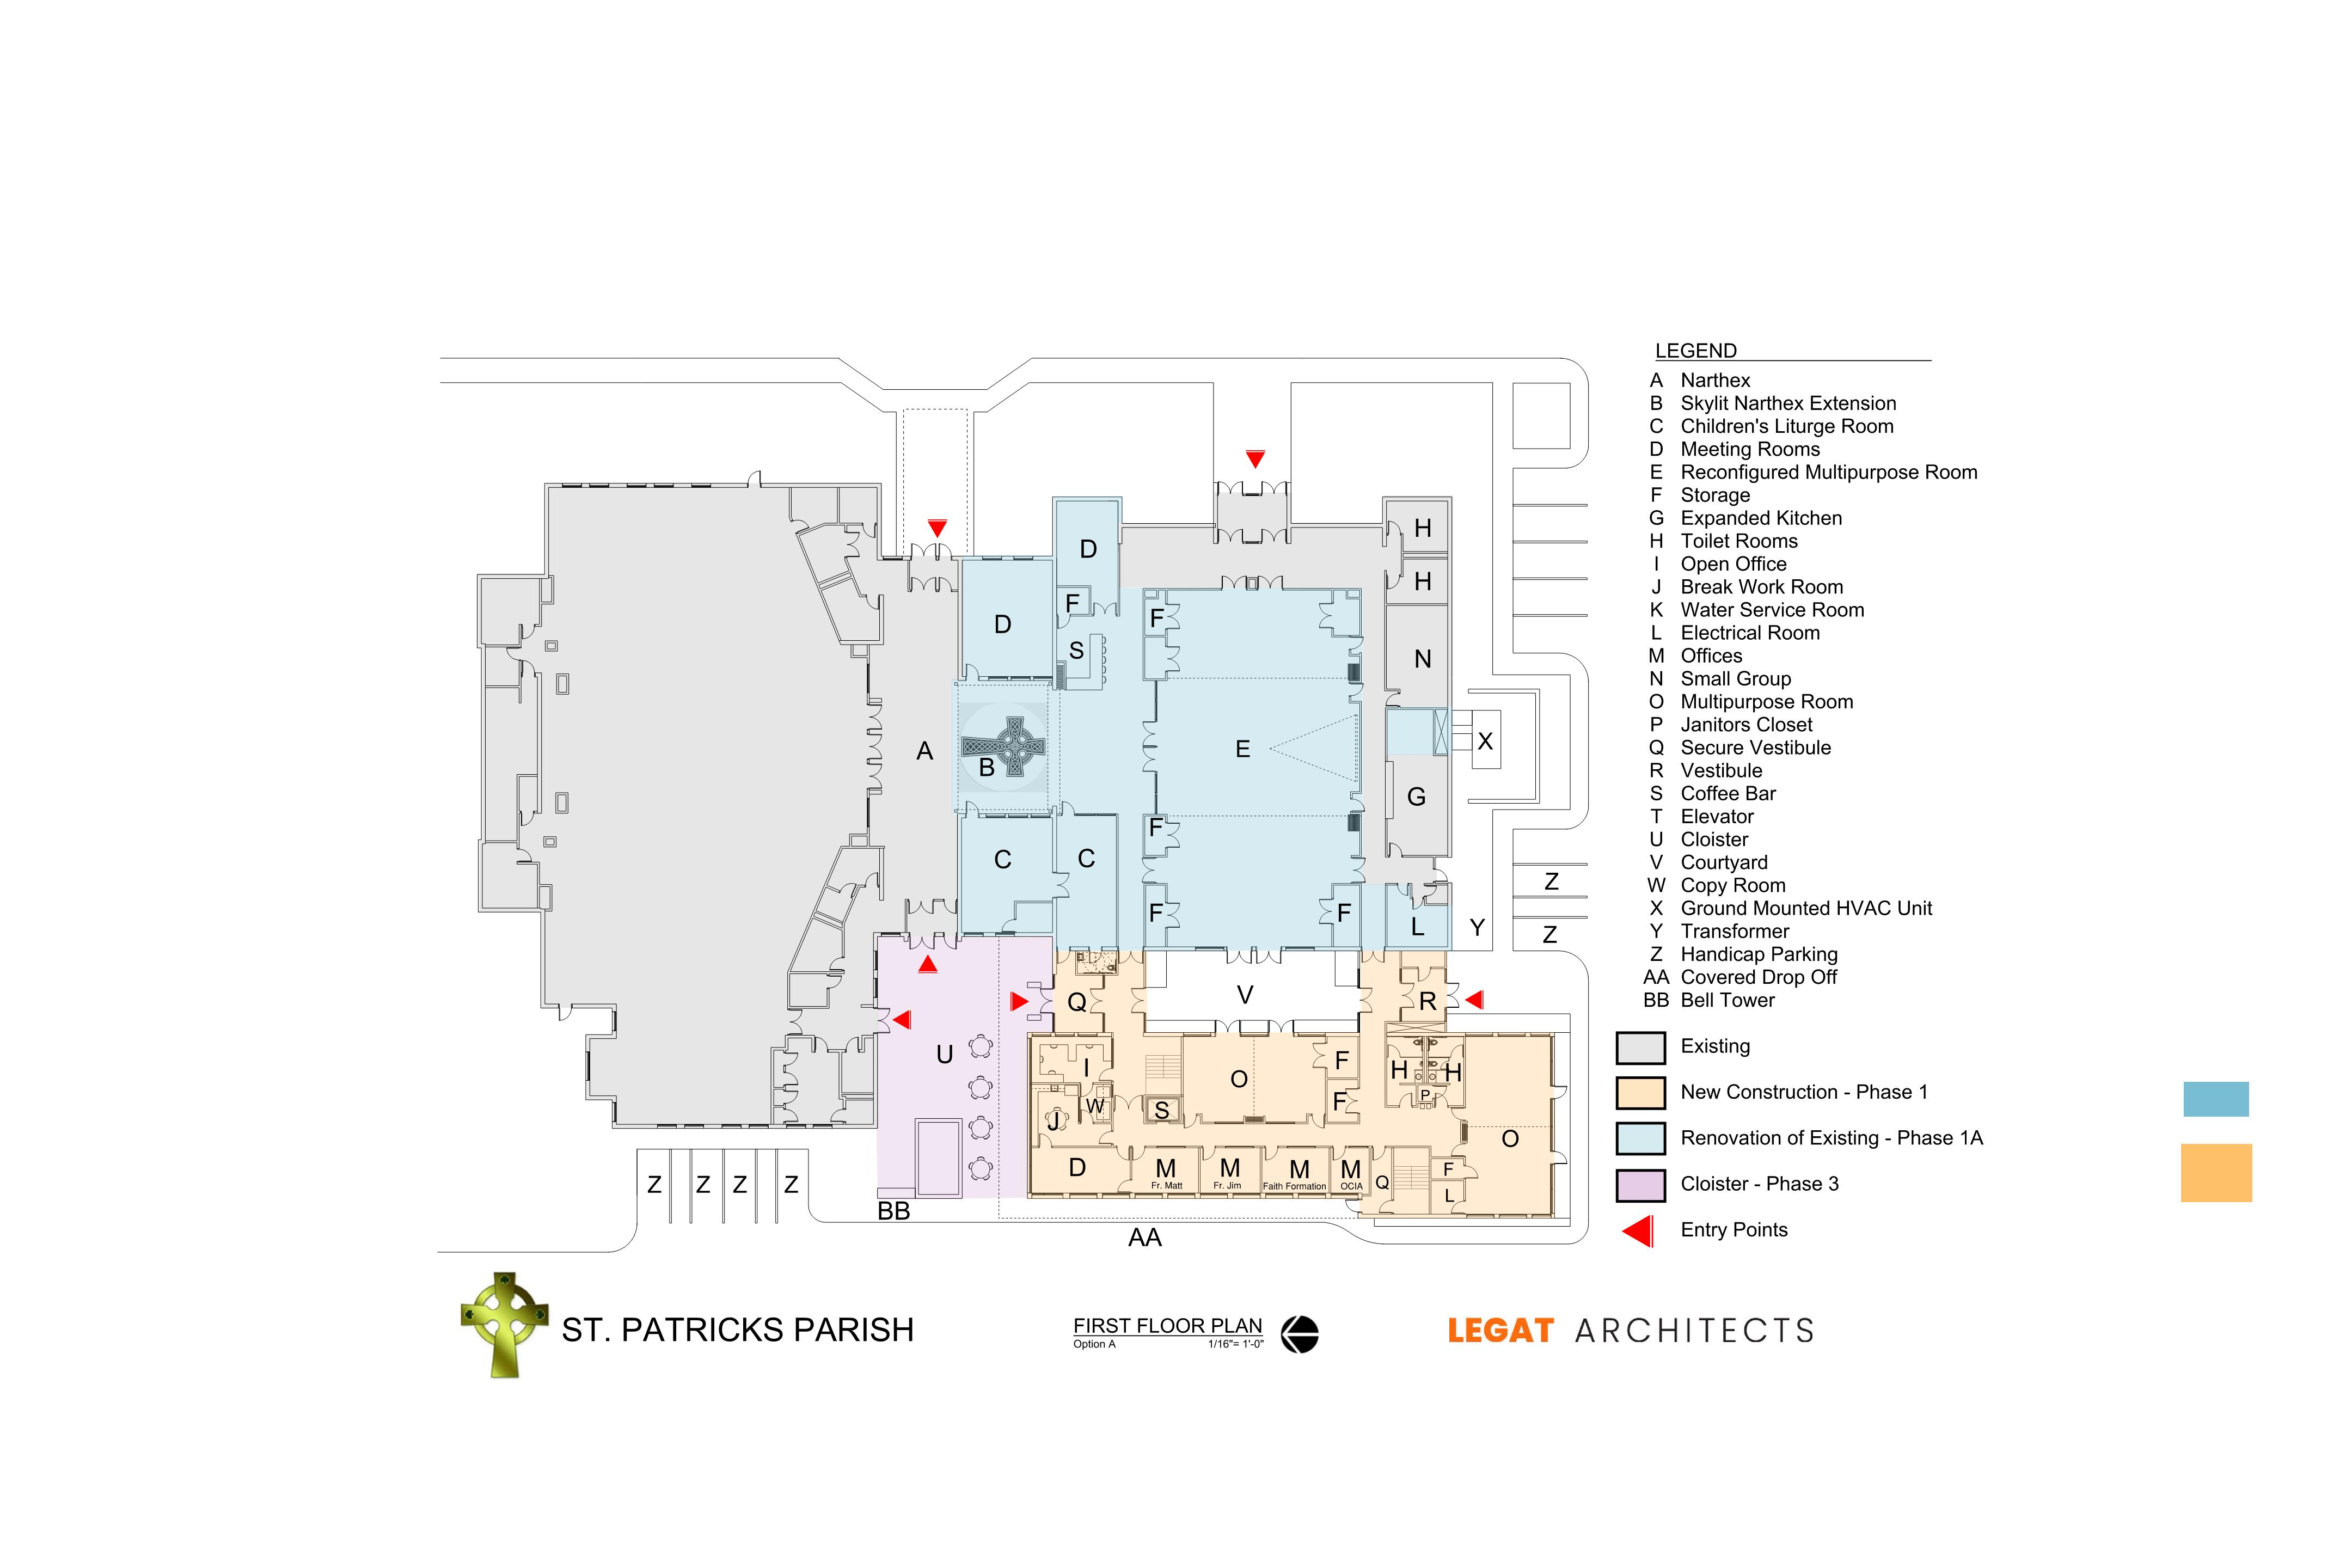 LEGEND
A Narthex
B Skylit Narthex Extension
C Children's Liturge Room
D Meeting Rooms
E Reconfigured Multipurpose Room
F Storage
G Expanded Kitchen
H Toilet Rooms
I Open Office
J Break Work Room
K Water Service Room
L Electrical Room
M Offices
N Small Group
O Multipurpose Room
P Janitors Closet
Q Secure Vestibule
R Vestibule
S Coffee Bar
T Elevator
U Cloister
V Courtyard
W Copy Room
X Ground Mounted HVAC Unit
Y Transformer
Z Handicap Parking
AA Covered Drop Off
BB Bell Tower
Existing
New Construction - Phase 1
Renovation of Existing - Phase 1A
Cloister - Phase 3
Entry Points
H
D
H
F
F
D
S
N
A
B
E
X
G
F
C
C
Z
F
F
L
Y
Z
Q
V
R
U
I
O
F
H
H
W
S
F
P
J
O
D
M
Fr. Matt
M
Fr. Jim
M
Faith Formation
M
OCIA
Q
F
L
Z
Z
Z
Z
BB
AA
ST. PATRICKS PARISH
FIRST FLOOR PLAN
Option A 1/16"= 1'-0"
LEGAT ARCHITECTS